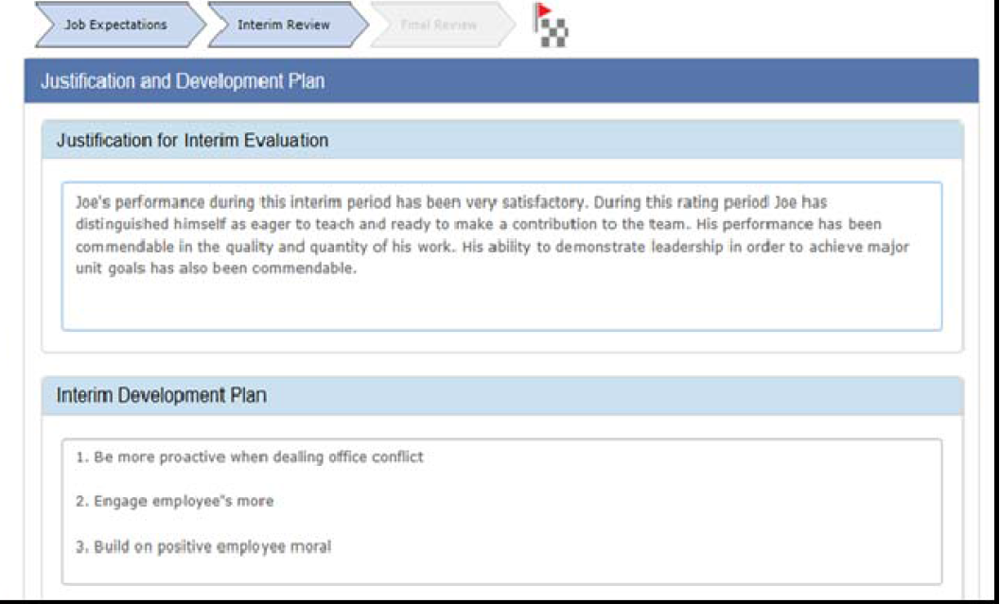 Job Expectations
Interim Review
Final Review
Justification and Development Plan
Justification for Interim Evaluation
Joe's performance during this interim period has been very satisfactory. During this rating period Joe has
distinguished himself as eager to teach and ready to make a contribution to the team. His performance has been
commendable in the quality and quantity of his work. His ability to demonstrate leadership in order to achieve major
unit goals has also been commendable.
Interim Development Plan
1. Be more proactive when dealing office conflict
2. Engage employee"s more
3. Build on positive employee moral